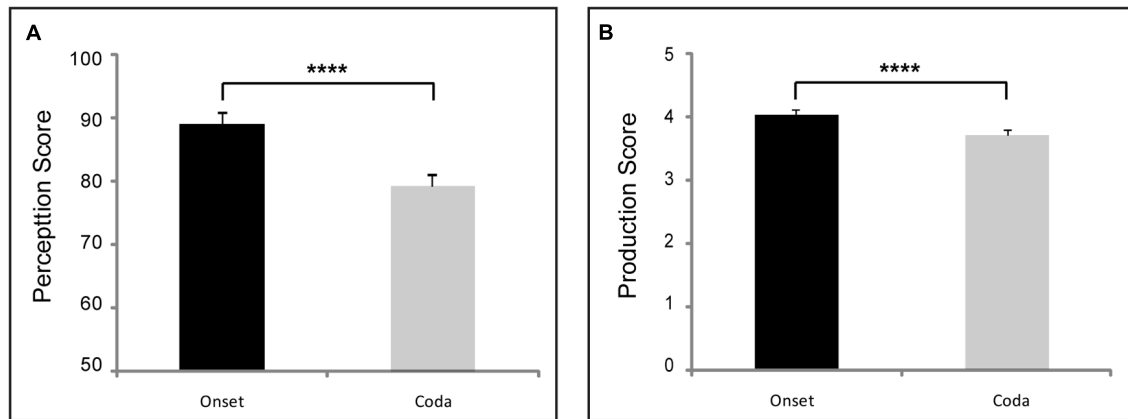 A
Percepttion Score
100
90
80
70
60
50
****
Onset
Coda
B
Production Score
5
4
3
2
1
0
****
Onset
Coda